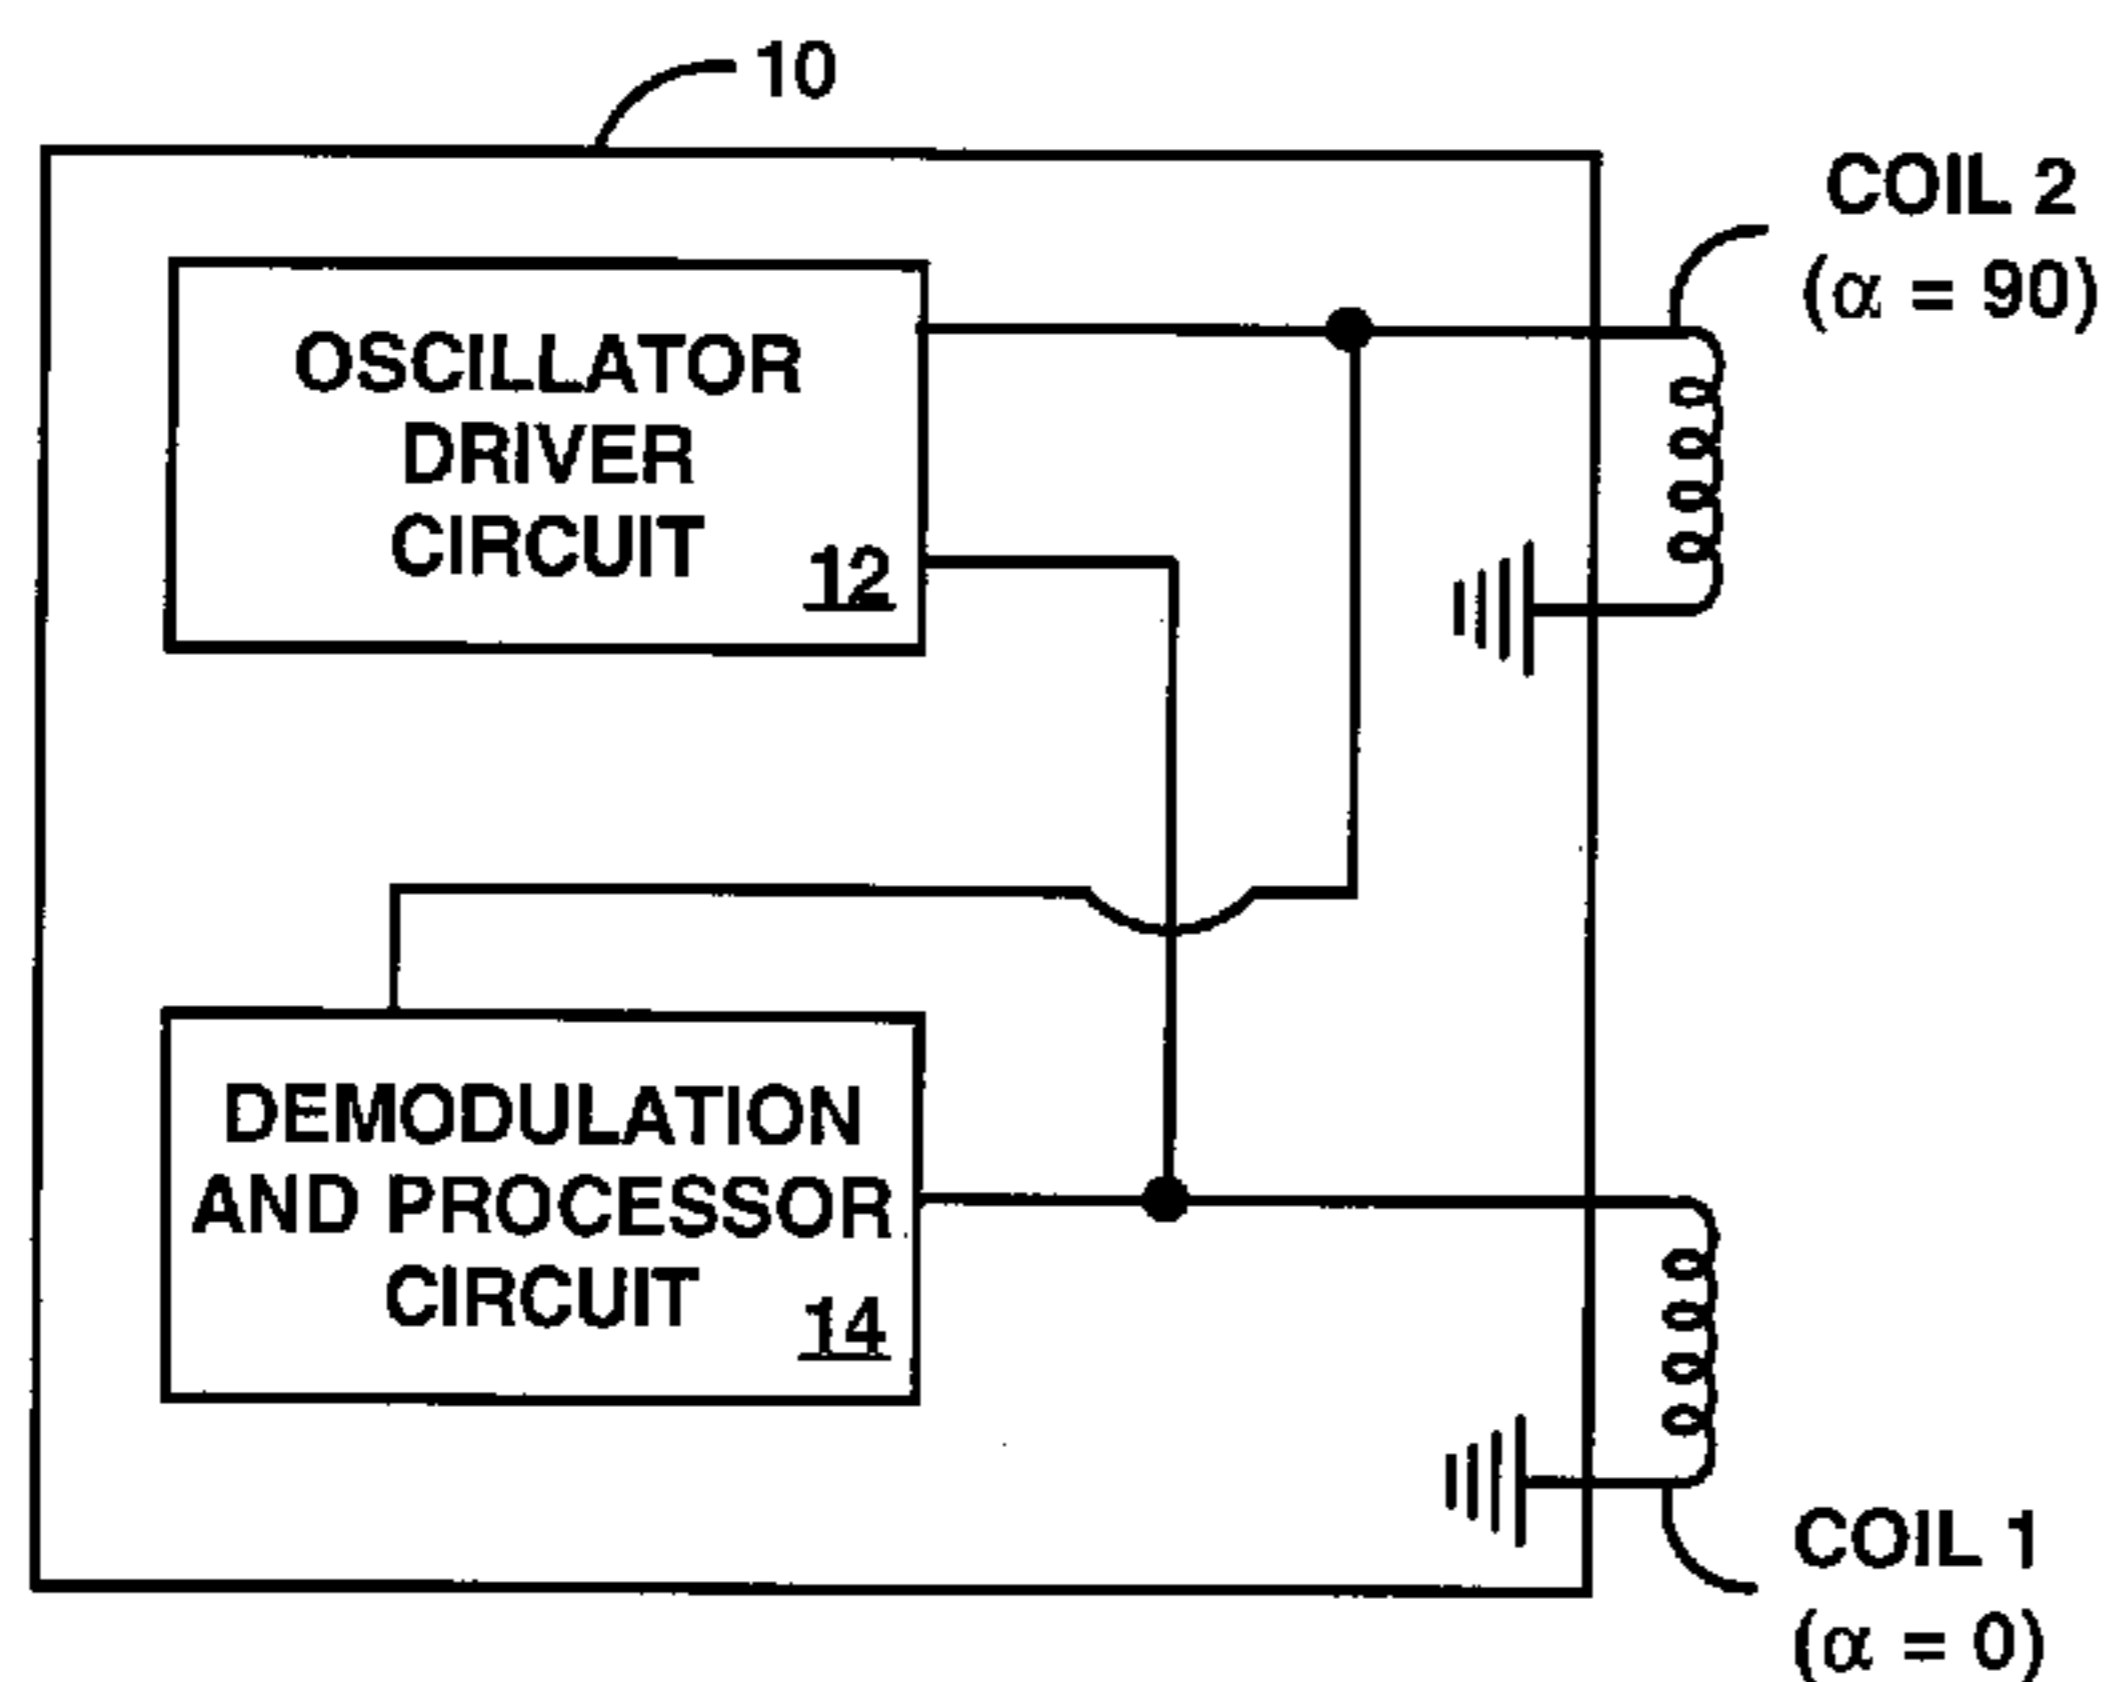 10
COIL 2
(α = 90)
OSCILLATOR
DRIVER
CIRCUIT
12
DEMODULATION
AND PROCESSOR
CIRCUIT
14
COIL 1
(α = 0)